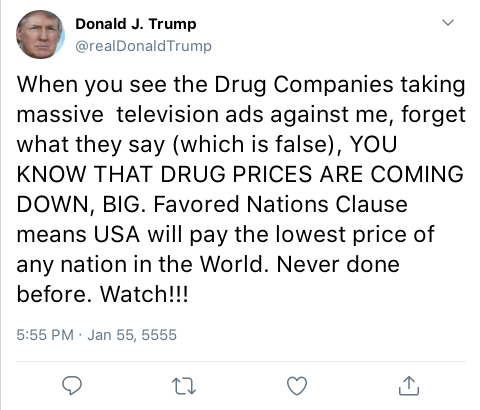 Donald J. Trump
@realDonaldTrump
When you see the Drug Companies taking
massive  television ads against me, forget
what they say (which is false), YOU
KNOW THAT DRUG PRICES ARE COMING
DOWN, BIG. Favored Nations Clause
means USA will pay the lowest price of
any nation in the World. Never done
before. Watch!!!
5:55 PM · Jan 55, 5555